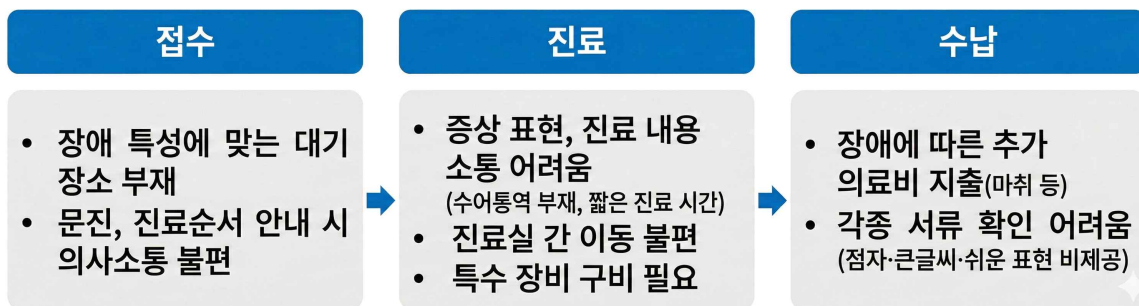 접수
• 장애 특성에 맞는 대기
장소 부재
• 문진, 진료순서 안내 시
의사소통 불편
진료
• 증상 표현, 진료 내용
소통 어려움
(수어통역 부재, 짧은 진료 시간)
• 진료실 간 이동 불편
• 특수 장비 구비 필요
수납
• 장애에 따른 추가
의료비 지출(마취 등)
• 각종 서류 확인 어려움
(점자·큰글씨·쉬운 표현 비제공)